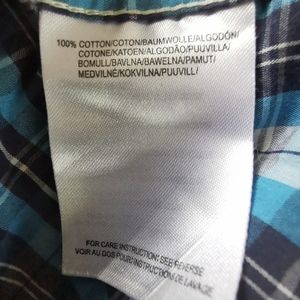 100% COTTON/COTON/BAUMWOLLE/ALGODÓN/
COTONE/KATOEN/ALGODÃO/PUUVILLA/
BOMULL/BAVLNA/BAWEŁNA/PAMUT/
MEDVILNĖ/KOKVILNA/PUUVILL/
FOR CARE INSTRUCTION: SEE REVERSE
VOIR AU DOS POUR INSTRUCTION DE LAVAGE